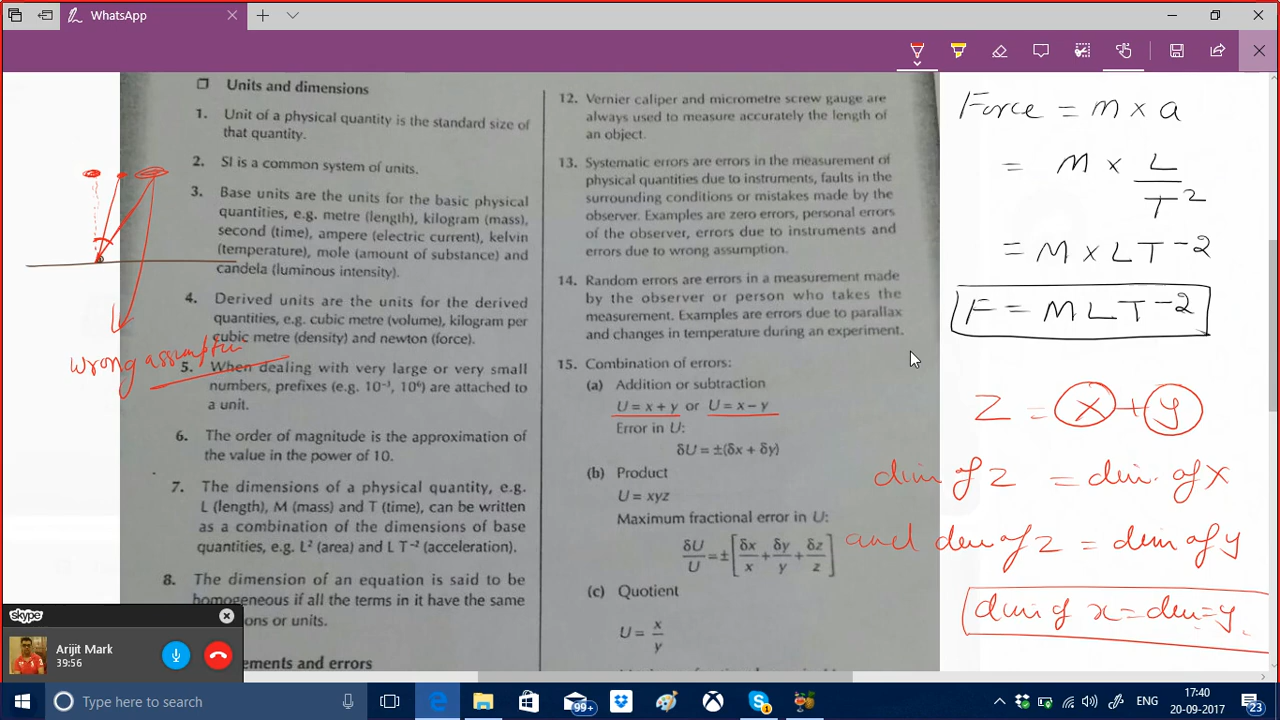 WhatsApp
Units and dimensions
1. Unit of a physical quantity is the standard size of
that quantity.
2. SI is a common system of units.
3. Base units are the units for the basic physical
quantities, e.g. metre (length), kilogram (mass),
second (time), ampere (electric current), kelvin
(temperature), mole (amount of substance) and
candela (luminous intensity).
4. Derived units are the units for the derived
quantities, e.g. cubic metre (volume), kilogram per
cubic metre (density) and newton (force).
5. When dealing with very large or very small
numbers, prefixes (e.g. 10⁻³, 10⁶) are attached to
a unit.
6. The order of magnitude is the approximation of
the value in the power of 10.
7. The dimensions of a physical quantity, e.g.
L (length), M (mass) and T (time), can be written
as a combination of the dimensions of base
quantities, e.g. L² (area) and L T⁻² (acceleration).
8. The dimension of an equation is said to be
homogeneous if all the terms in it have the same
ons or units.
ements and errors
wrong assumptin
12. Vernier caliper and micrometre screw gauge are
always used to measure accurately the length of
an object.
13. Systematic errors are errors in the measurement of
physical quantities due to instruments, faults in the
surrounding conditions or mistakes made by the
observer. Examples are zero errors, personal errors
of the observer, errors due to instruments and
errors due to wrong assumption.
14. Random errors are errors in a measurement made
by the observer or person who takes the
measurement. Examples are errors due to parallax
and changes in temperature during an experiment.
15. Combination of errors:
(a) Addition or subtraction
U = x + y or U = x − y
Error in U:
δU = ±(δx + δy)
(b) Product
U = xyz
Maximum fractional error in U:
δU/U = ±[δx/x + δy/y + δz/z]
(c) Quotient
U = x/y
Force = m × a
= M × L/T²
= M × LT⁻²
F = MLT⁻²
Z = x + y
dim of Z = dim. of x
and dim of Z = dim of y
dim of x = dim = y.
skype
Arijit Mark
39:56
Type here to search
99+
1
ENG
17:40
20-09-2017
23